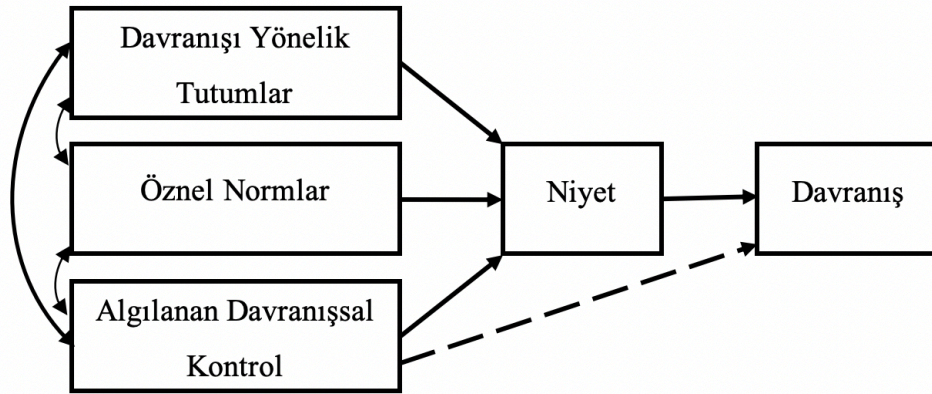 Davranışı Yönelik
Tutumlar
Öznel Normlar
Niyet
Davranış
Algılanan Davranışsal
Kontrol